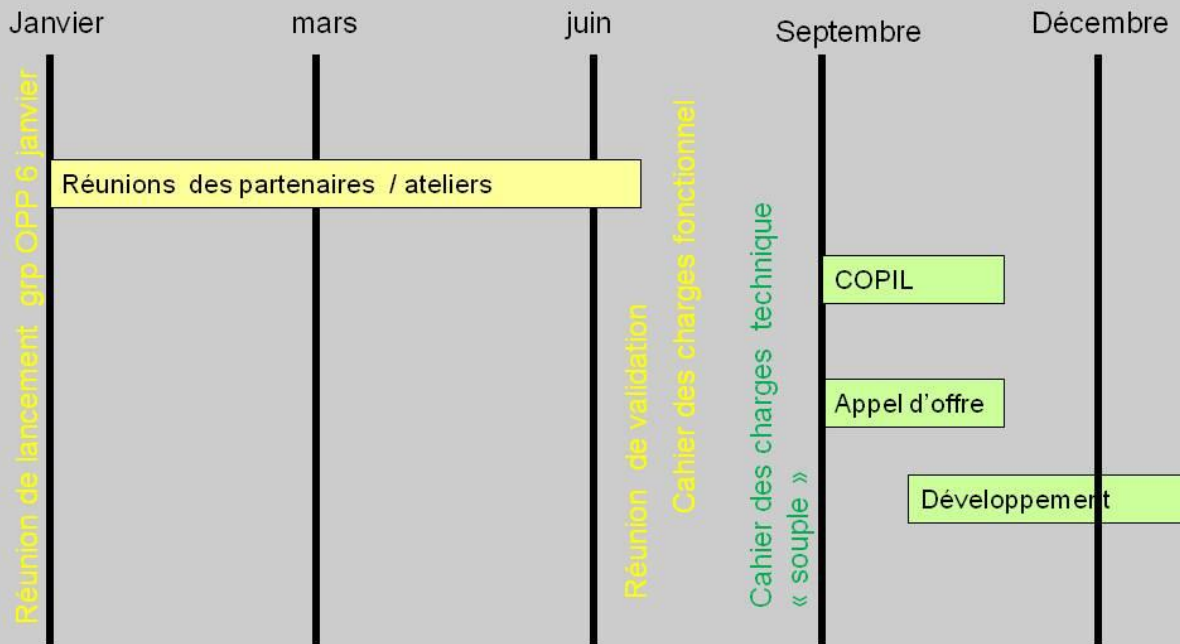 Janvier
mars
juin
Septembre
Décembre
Réunion de lancement grp OPP 6 janvier
Réunions des partenaires / ateliers
Réunion de validation
Cahier des charges fonctionnel
Cahier des charges technique
« souple »
COPIL
Appel d'offre
Développement